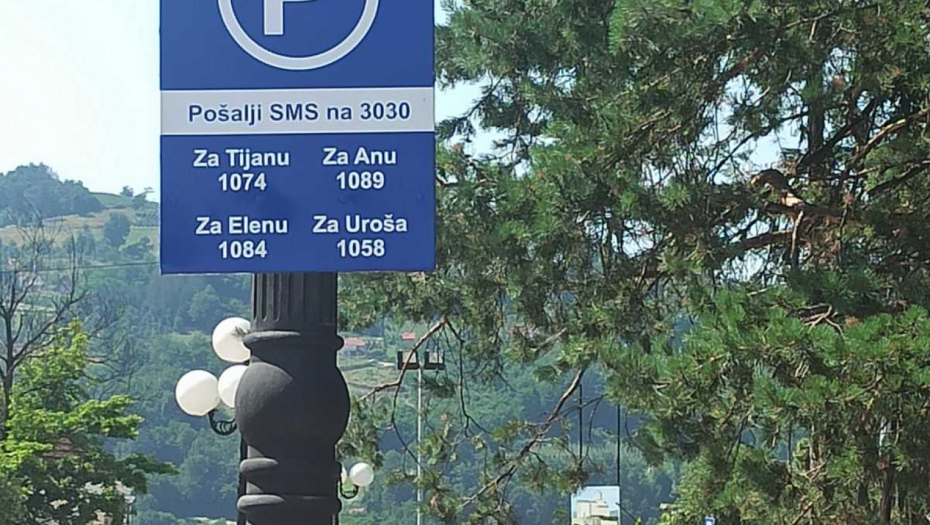 P
Pošalji SMS na 3030
Za Tijanu
1074
Za Anu
1089
Za Elenu
1084
Za Uroša
1058